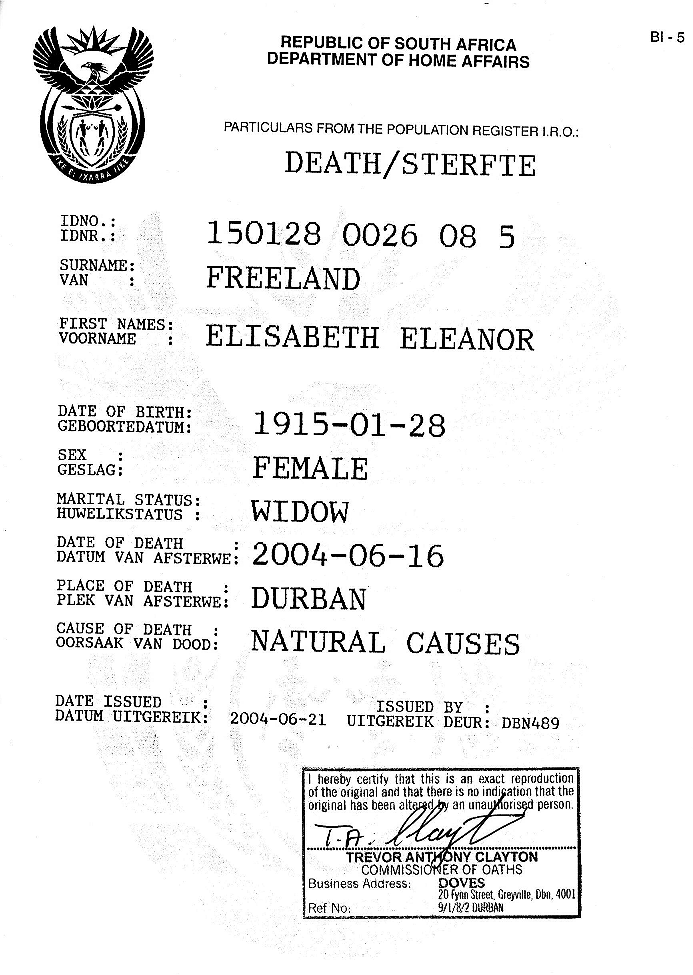 BI - 5
REPUBLIC OF SOUTH AFRICA
DEPARTMENT OF HOME AFFAIRS
PARTICULARS FROM THE POPULATION REGISTER I.R.O.:
DEATH/STERFTE
!KE E: /XARRA //KE
IDNO.:
IDNR.: 150128 0026 08 5
SURNAME:
VAN : FREELAND
FIRST NAMES:
VOORNAME : ELISABETH ELEANOR
DATE OF BIRTH:
GEBOORTEDATUM: 1915-01-28
SEX :
GESLAG: FEMALE
MARITAL STATUS:
HUWELIKSTATUS : WIDOW
DATE OF DEATH :
DATUM VAN AFSTERWE: 2004-06-16
PLACE OF DEATH :
PLEK VAN AFSTERWE: DURBAN
CAUSE OF DEATH :
OORSAAK VAN DOOD: NATURAL CAUSES
DATE ISSUED :
DATUM UITGEREIK: 2004-06-21
ISSUED BY :
UITGEREIK DEUR: DBN489
I hereby certify that this is an exact reproduction
of the original and that there is no indication that the
original has been altered by an unauthorised person.
T.A. Clayt
TREVOR ANTHONY CLAYTON
COMMISSIONER OF OATHS
Business Address: DOVES
20 Fynn Street, Greyville, Dbn, 4001
Ref No: 9/1/8/2 DURBAN